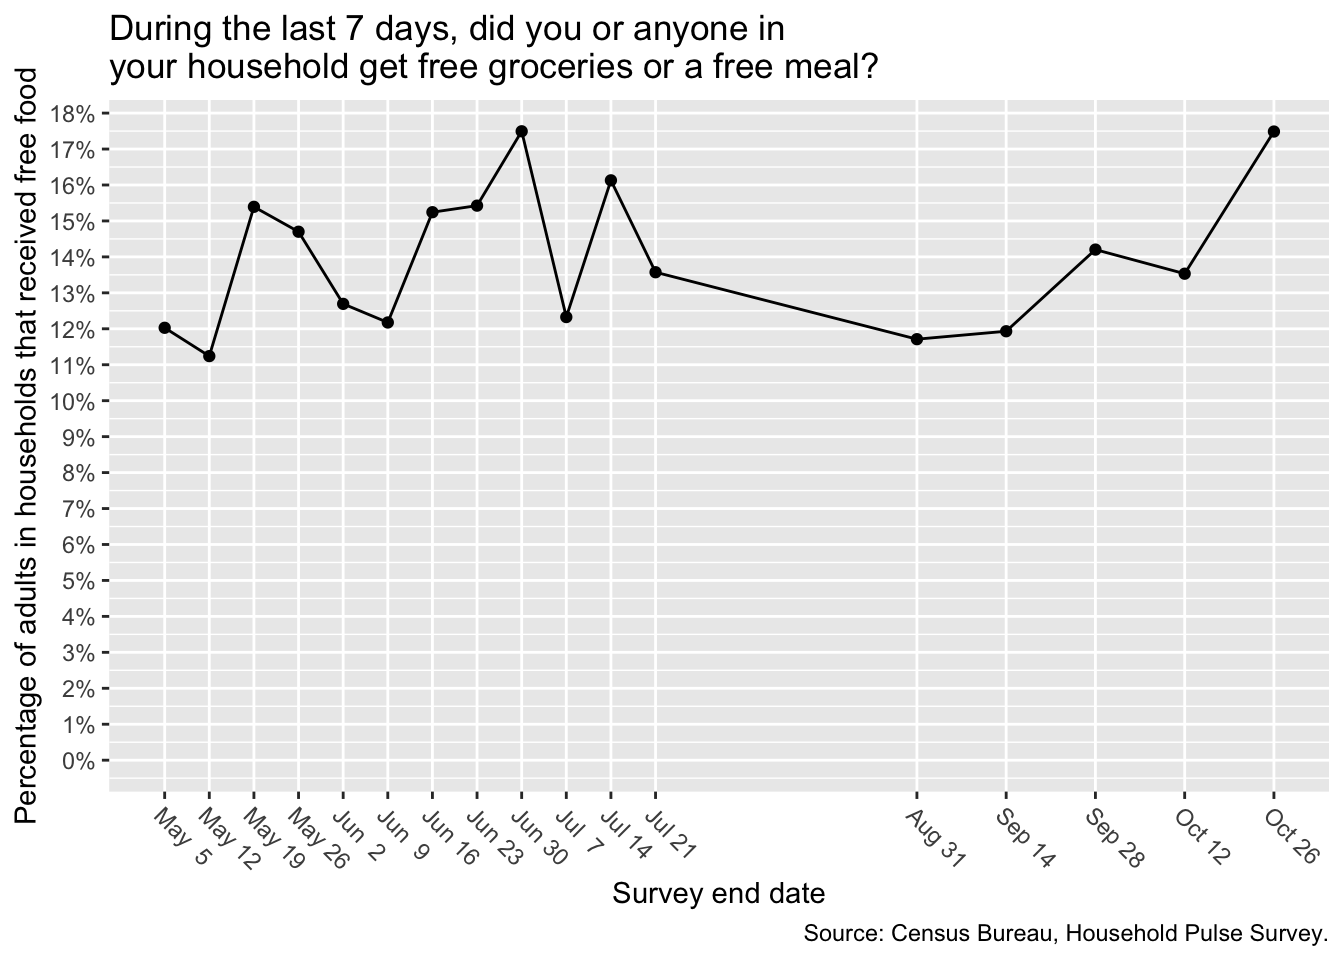 During the last 7 days, did you or anyone in
your household get free groceries or a free meal?
Percentage of adults in households that received free food
18%
17%
16%
15%
14%
13%
12%
11%
10%
9%
8%
7%
6%
5%
4%
3%
2%
1%
0%
May 5
May 12
May 19
May 26
Jun 2
Jun 9
Jun 16
Jun 23
Jun 30
Jul 7
Jul 14
Jul 21
Aug 31
Sep 14
Sep 28
Oct 12
Oct 26
Survey end date
Source: Census Bureau, Household Pulse Survey.